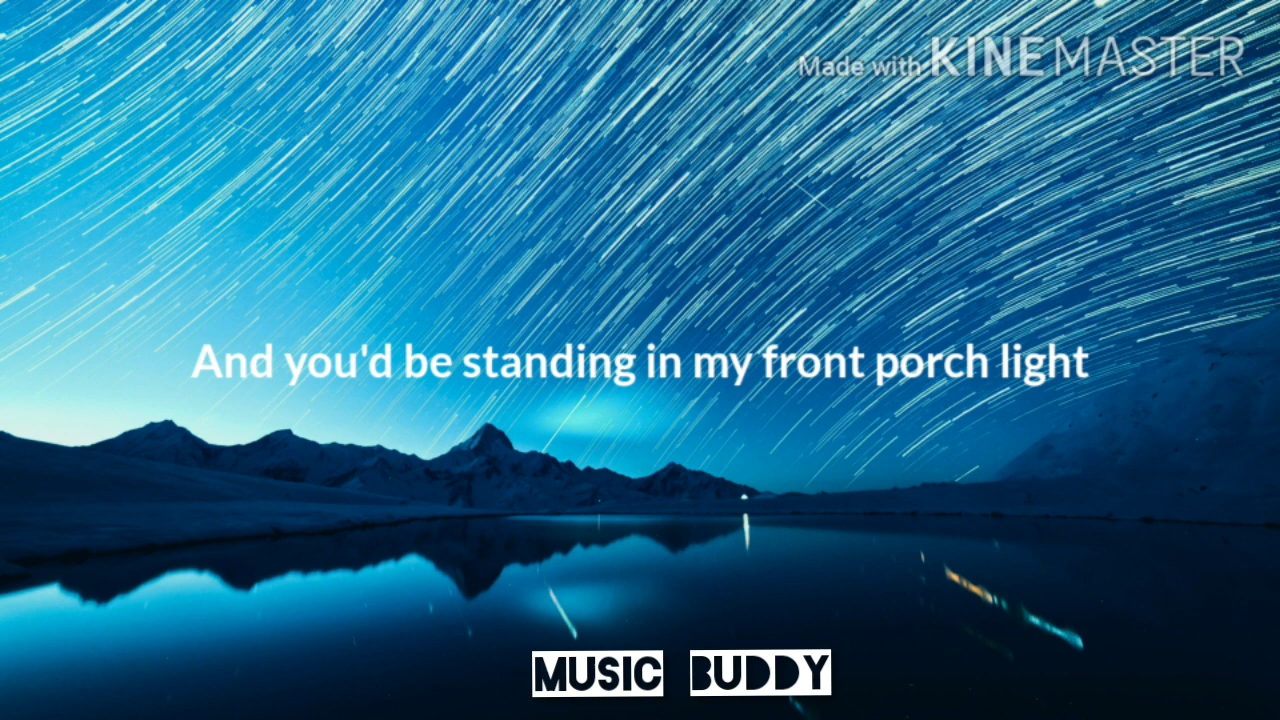 Made with KINEMASTER
And you'd be standing in my front porch light
MUSIC BUDDY